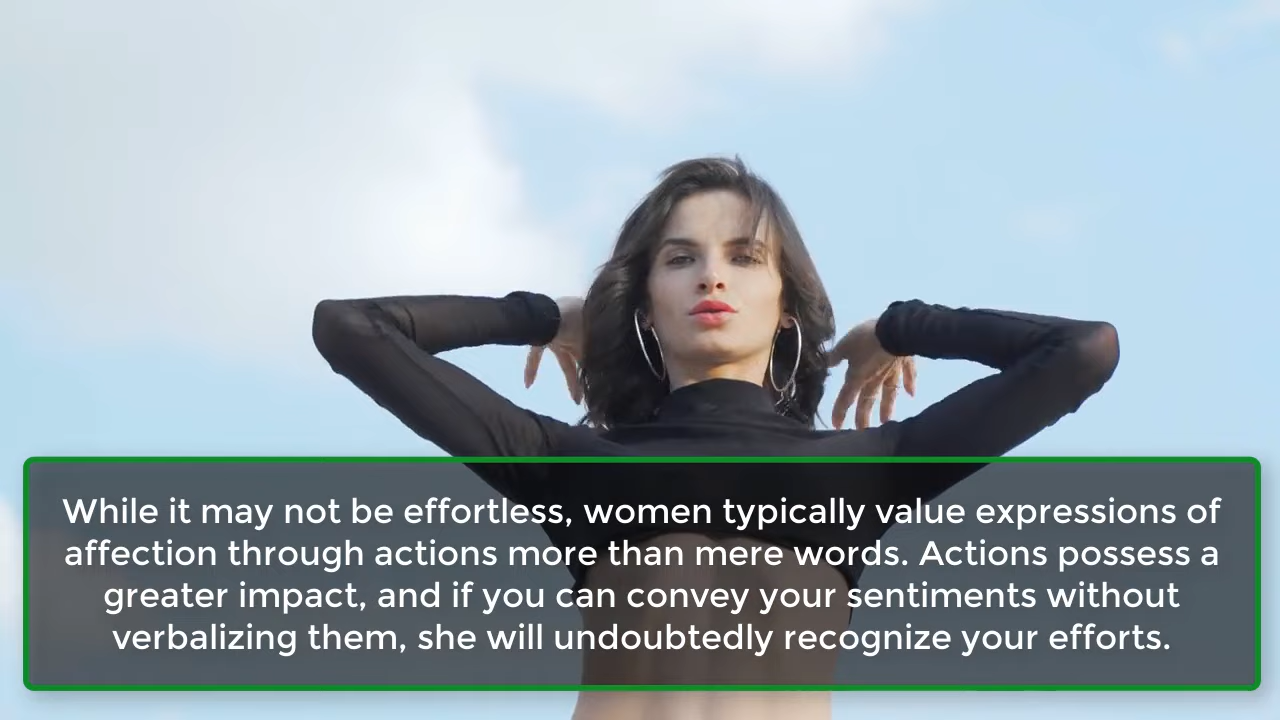 While it may not be effortless, women typically value expressions of
affection through actions more than mere words. Actions possess a
greater impact, and if you can convey your sentiments without
verbalizing them, she will undoubtedly recognize your efforts.